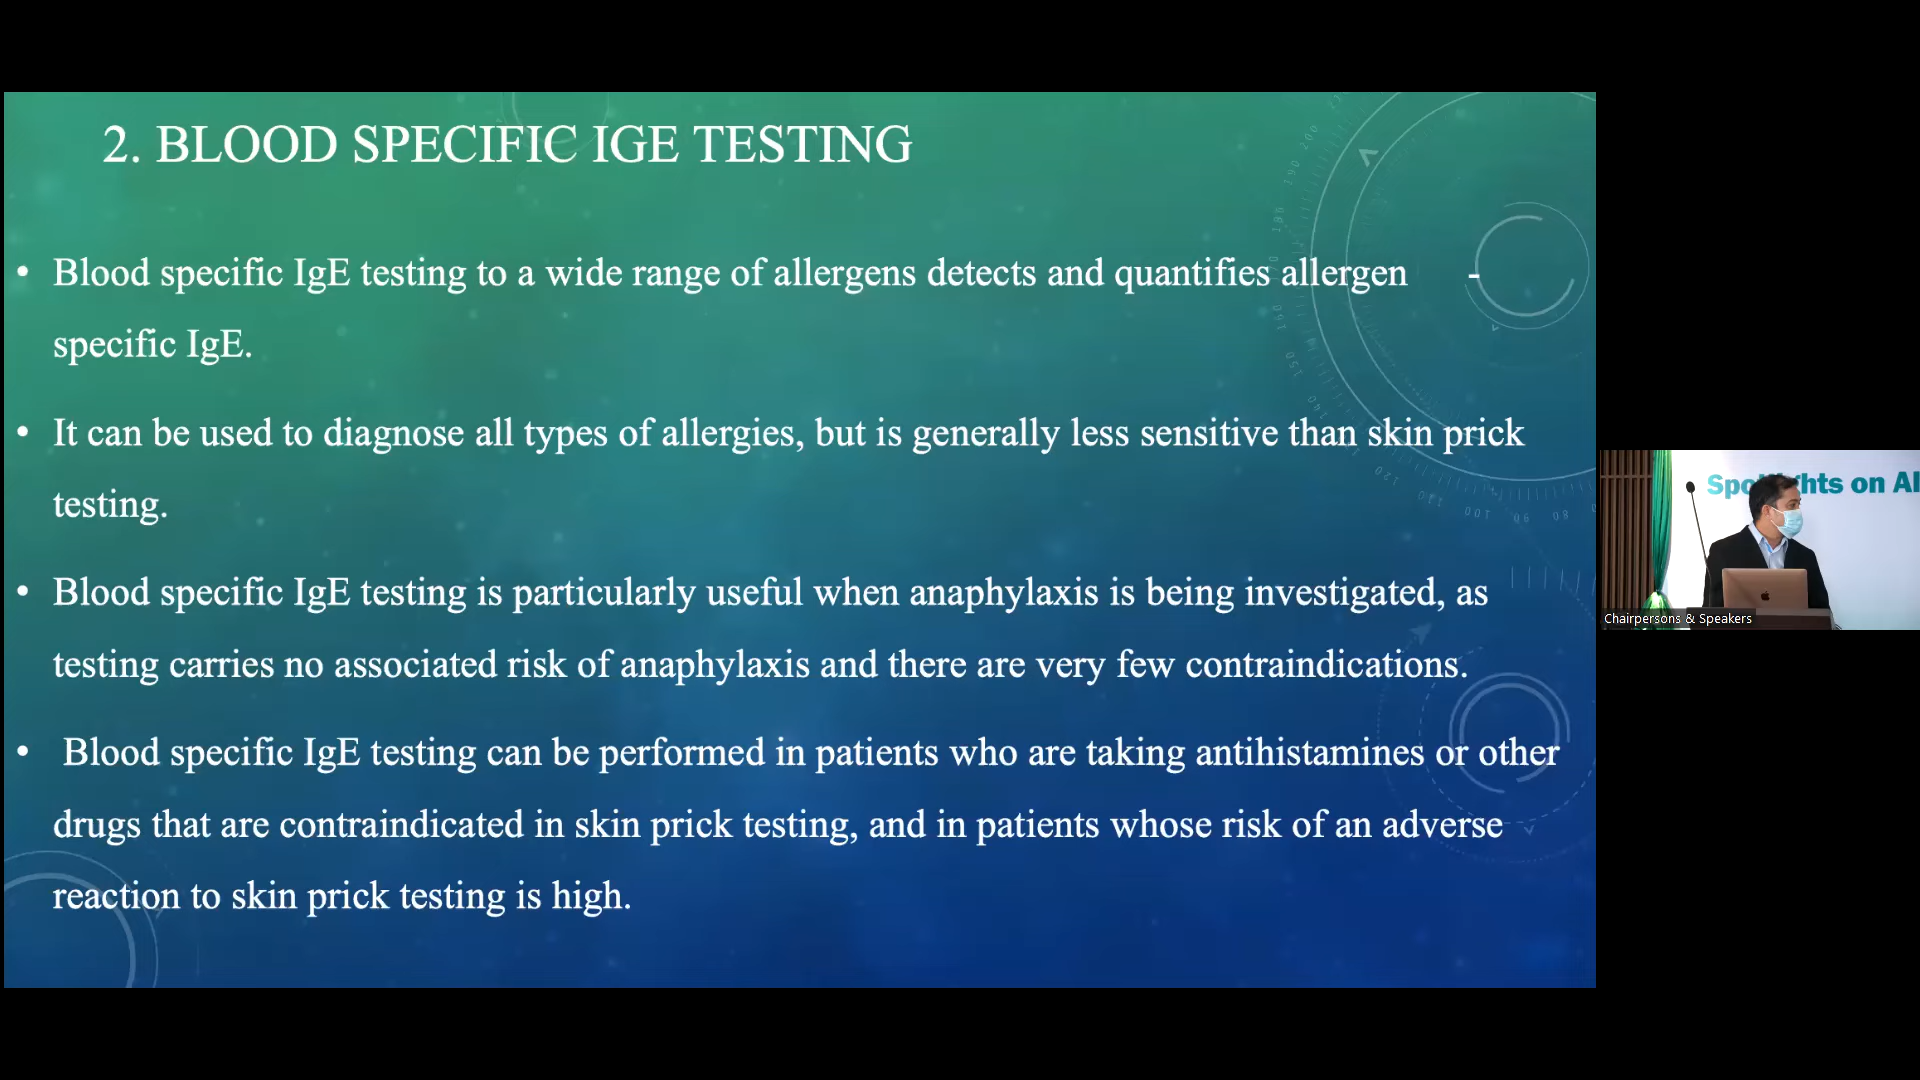 2. BLOOD SPECIFIC IGE TESTING
• Blood specific IgE testing to a wide range of allergens detects and quantifies allergen -
specific IgE.
• It can be used to diagnose all types of allergies, but is generally less sensitive than skin prick
testing.
• Blood specific IgE testing is particularly useful when anaphylaxis is being investigated, as
testing carries no associated risk of anaphylaxis and there are very few contraindications.
• Blood specific IgE testing can be performed in patients who are taking antihistamines or other
drugs that are contraindicated in skin prick testing, and in patients whose risk of an adverse
reaction to skin prick testing is high.
on Al
Chairpersons & Speakers